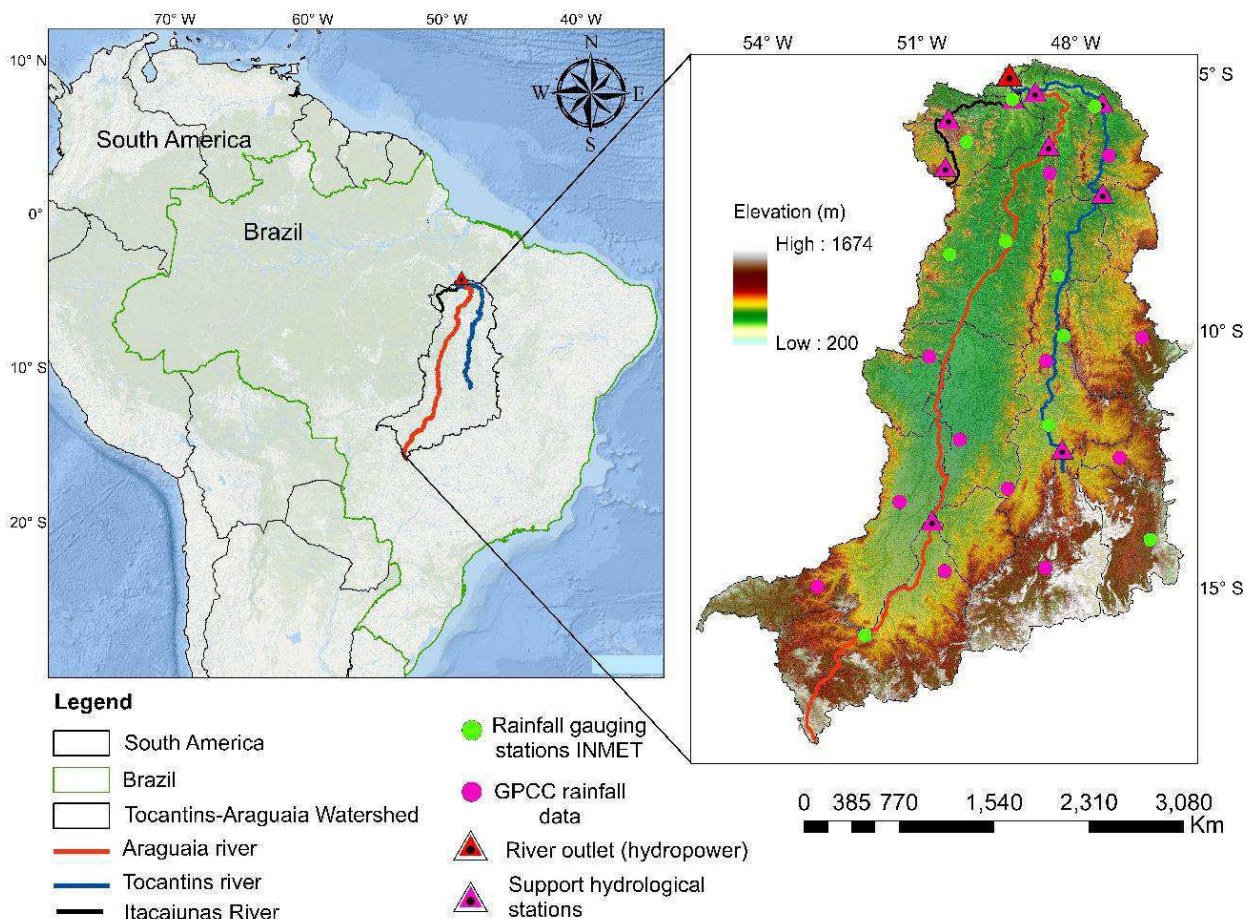 70° W 60° W 50° W 40° W
10° N
0°
10° S
20° S
N
W E
S
South America
Brazil
54° W 51° W 48° W
5° S
10° S
15° S
Elevation (m)
High : 1674
Low : 200
Legend
South America
Brazil
Tocantins-Araguaia Watershed
Araguaia river
Tocantins river
Itacaiunas River
Rainfall gauging
stations INMET
GPCC rainfall
data
River outlet (hydropower)
Support hydrological
stations
0 385 770 1,540 2,310 3,080
Km